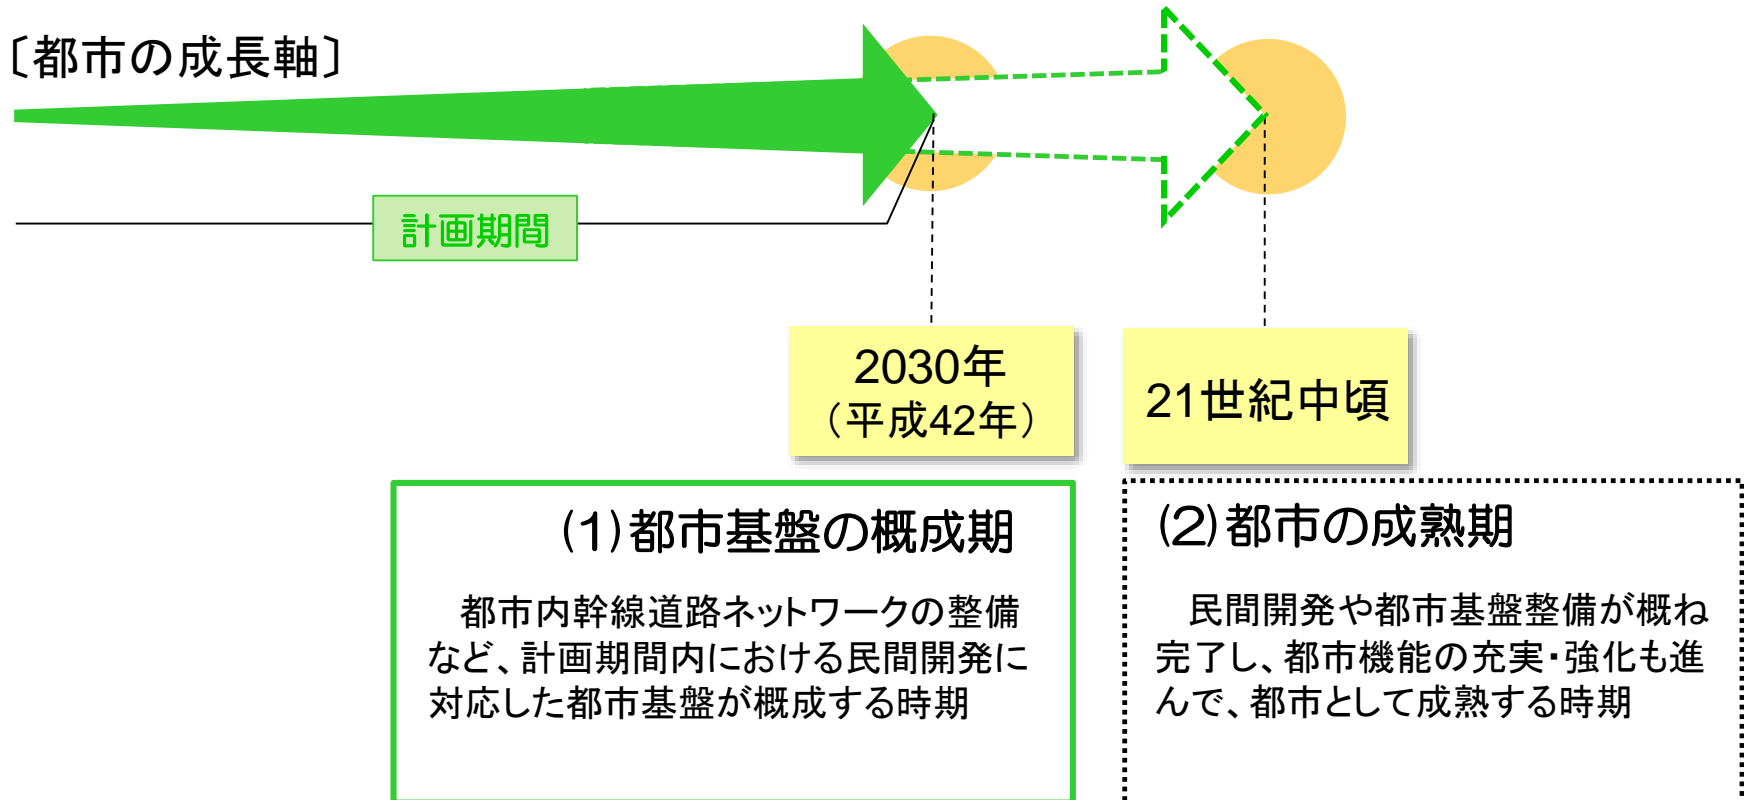 〔都市の成長軸〕
計画期間
2030年
（平成42年）
21世紀中頃
(1)都市基盤の概成期
都市内幹線道路ネットワークの整備
など、計画期間内における民間開発に
対応した都市基盤が概成する時期
(2)都市の成熟期
民間開発や都市基盤整備が概ね
完了し、都市機能の充実・強化も進
んで、都市として成熟する時期